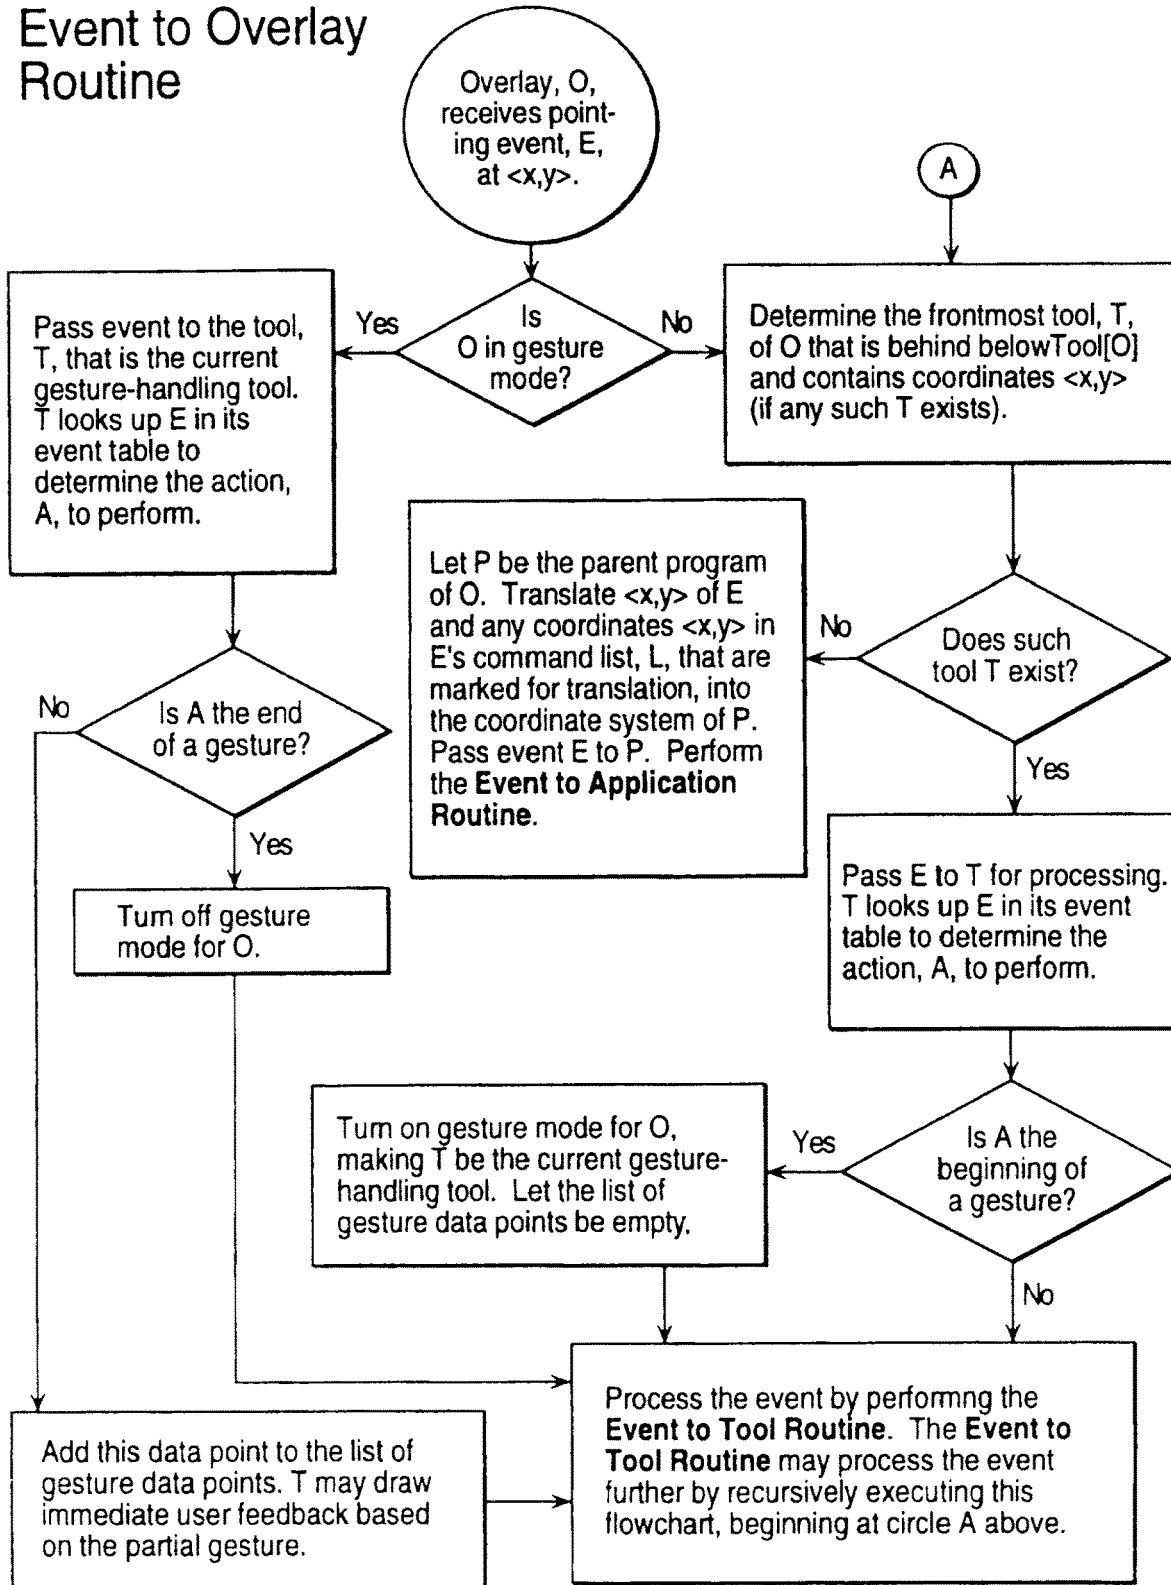 Event to Overlay
Routine
Overlay, O,
receives point-
ing event, E,
at <x,y>.
A
Is
O in gesture
mode?
Yes
No
Pass event to the tool,
T, that is the current
gesture-handling tool.
T looks up E in its
event table to
determine the action,
A, to perform.
Determine the frontmost tool, T,
of O that is behind belowTool[O]
and contains coordinates <x,y>
(if any such T exists).
Let P be the parent program
of O. Translate <x,y> of E
and any coordinates <x,y> in
E's command list, L, that are
marked for translation, into
the coordinate system of P.
Pass event E to P. Perform
the Event to Application
Routine.
No
Does such
tool T exist?
Yes
No
Is A the end
of a gesture?
Yes
Turn off gesture
mode for O.
Pass E to T for processing.
T looks up E in its event
table to determine the
action, A, to perform.
Turn on gesture mode for O,
making T be the current gesture-
handling tool. Let the list of
gesture data points be empty.
Yes
Is A the
beginning of
a gesture?
No
Add this data point to the list of
gesture data points. T may draw
immediate user feedback based
on the partial gesture.
Process the event by performng the
Event to Tool Routine. The Event to
Tool Routine may process the event
further by recursively executing this
flowchart, beginning at circle A above.